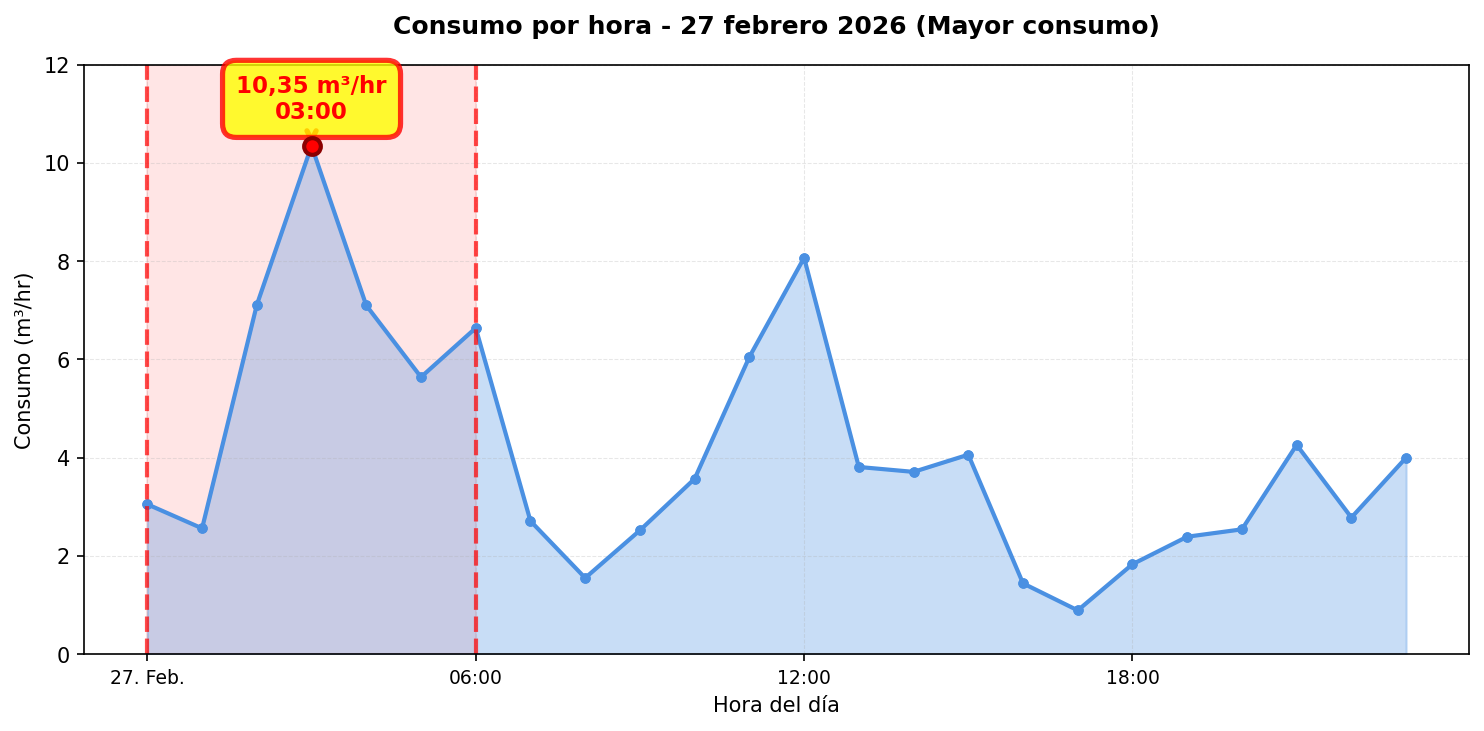 Consumo por hora - 27 febrero 2026 (Mayor consumo)
12
10,35 m³/hr
03:00
10
8
6
4
2
0
Consumo (m³/hr)
27. Feb.
06:00
12:00
18:00
Hora del día